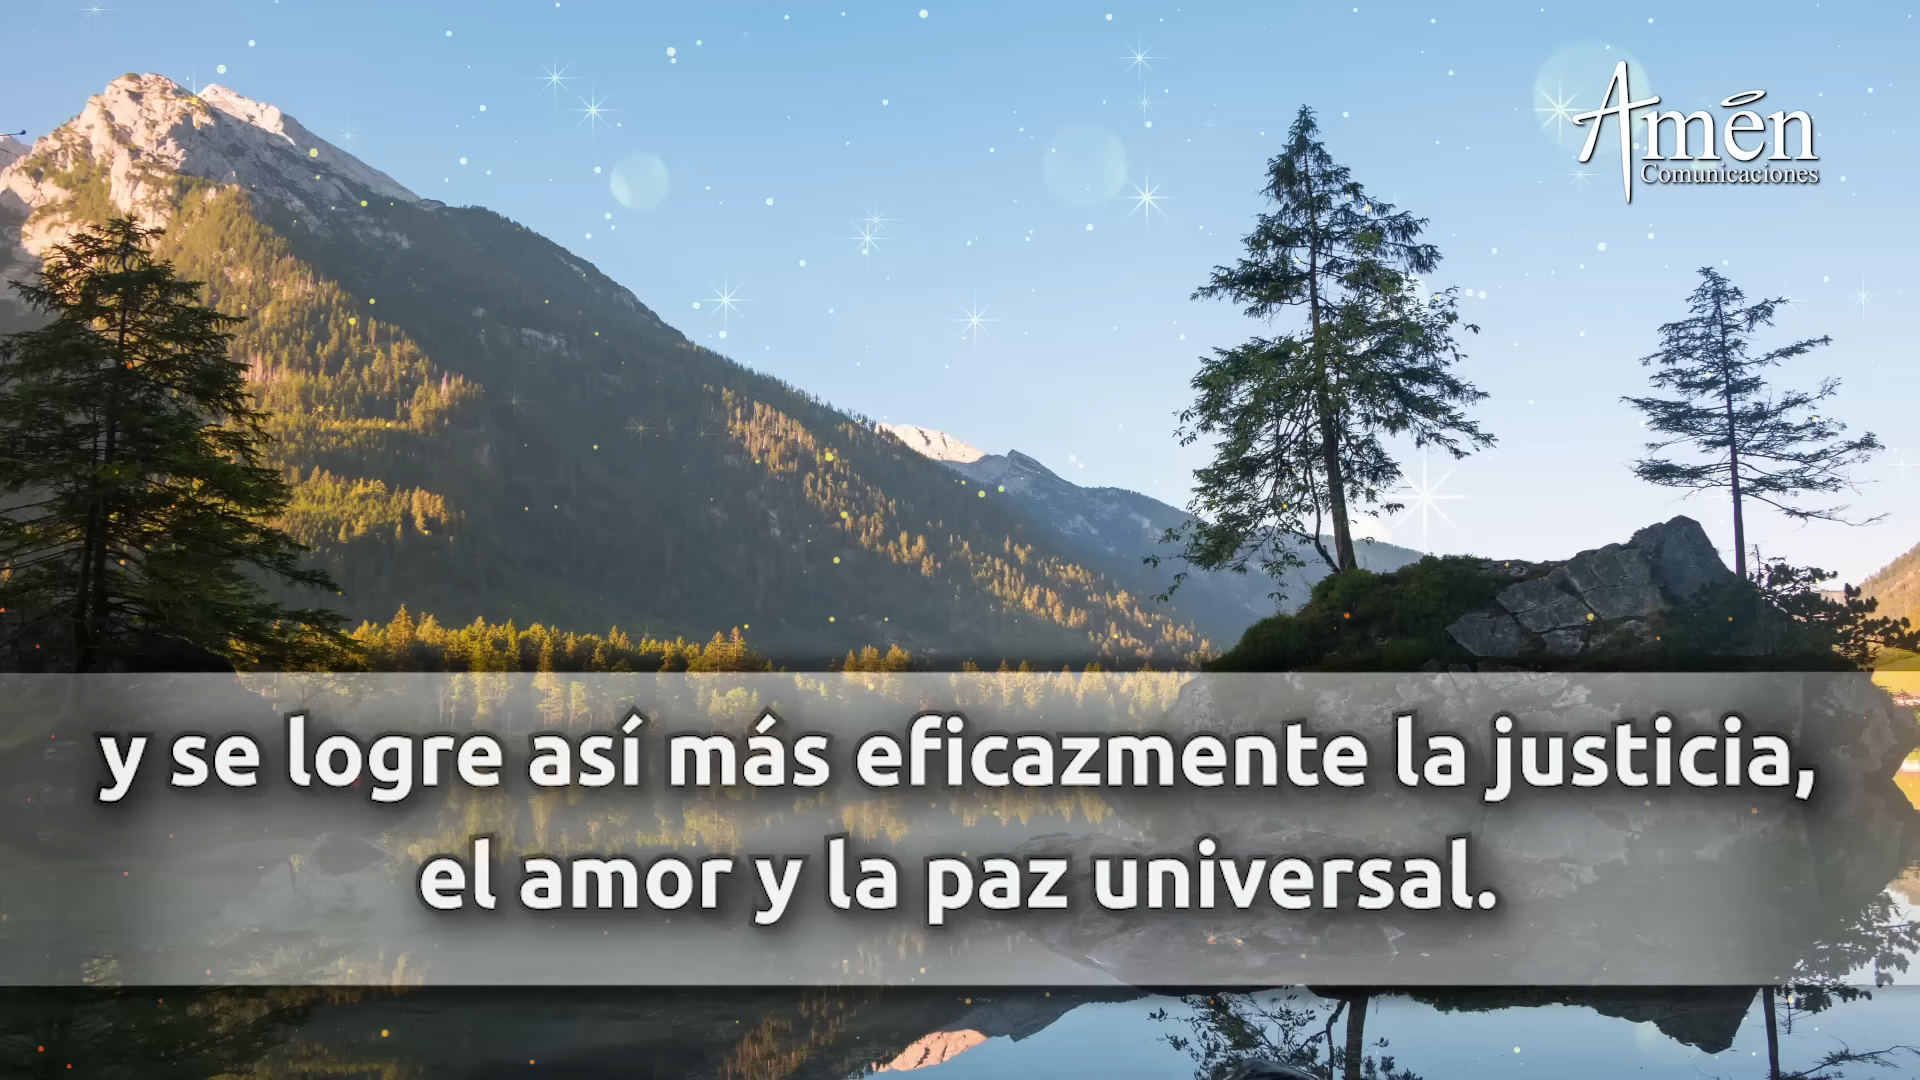 Amén
Comunicaciones
y se logre así más eficazmente la justicia,
el amor y la paz universal.